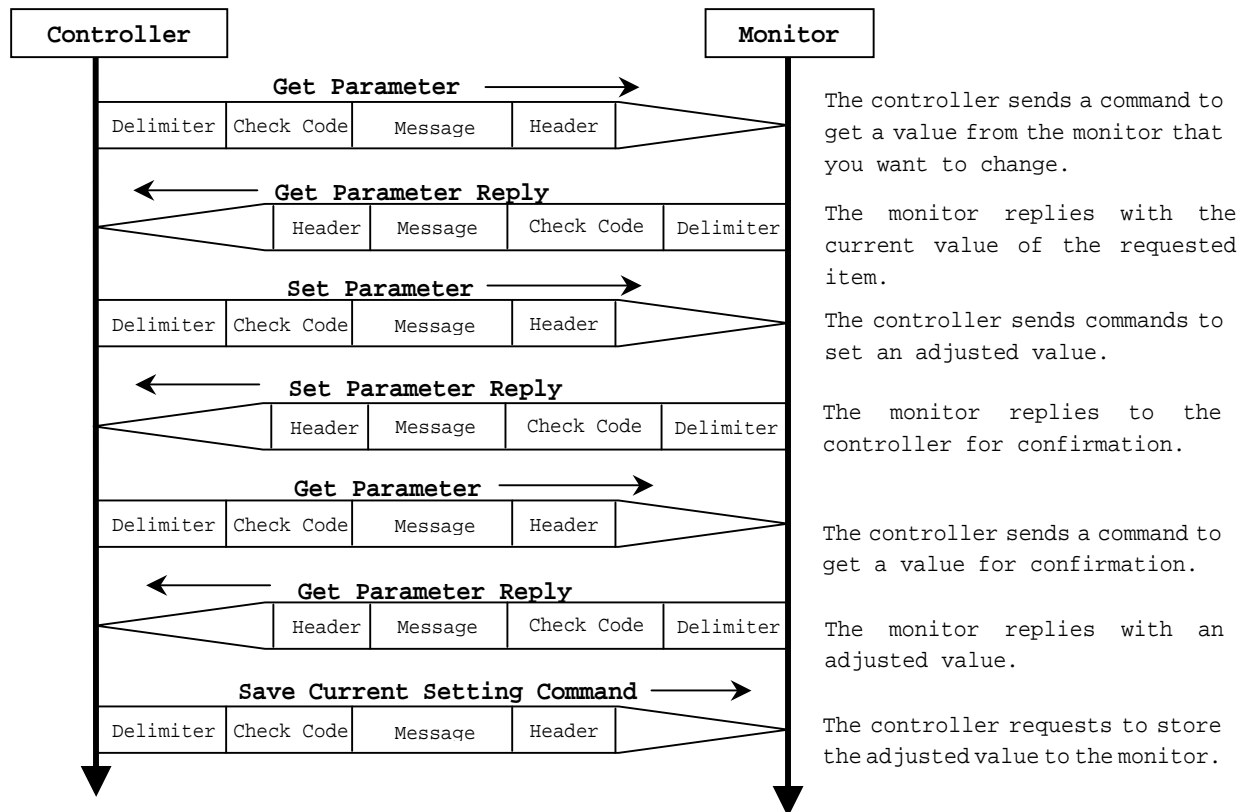 Controller
Monitor
Get Parameter
Delimiter Check Code Message Header
The controller sends a command to
get a value from the monitor that
you want to change.
Get Parameter Reply
Header Message Check Code Delimiter
The monitor replies with the
current value of the requested
item.
Set Parameter
Delimiter Check Code Message Header
The controller sends commands to
set an adjusted value.
Set Parameter Reply
Header Message Check Code Delimiter
The monitor replies to the
controller for confirmation.
Get Parameter
Delimiter Check Code Message Header
The controller sends a command to
get a value for confirmation.
Get Parameter Reply
Header Message Check Code Delimiter
The monitor replies with an
adjusted value.
Save Current Setting Command
Delimiter Check Code Message Header
The controller requests to store
the adjusted value to the monitor.